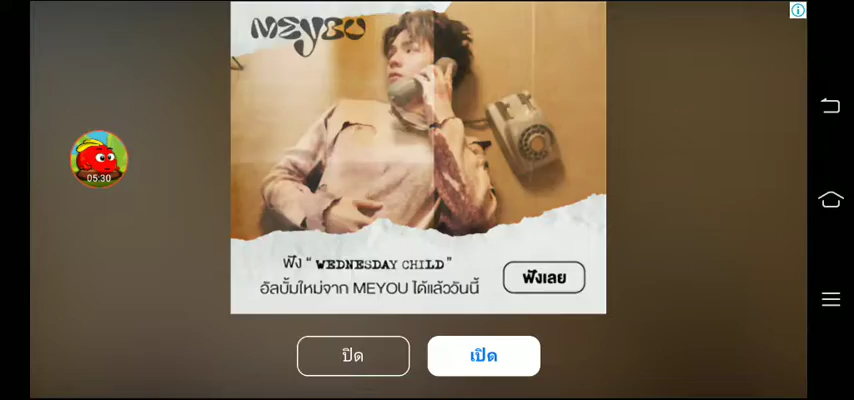 MEYOU
05:30
ฟัง "WEDNESDAY CHILD"
อัลบั้มใหม่จาก MEYOU ได้แล้ววันนี้
ฟังเลย
ปิด
เปิด